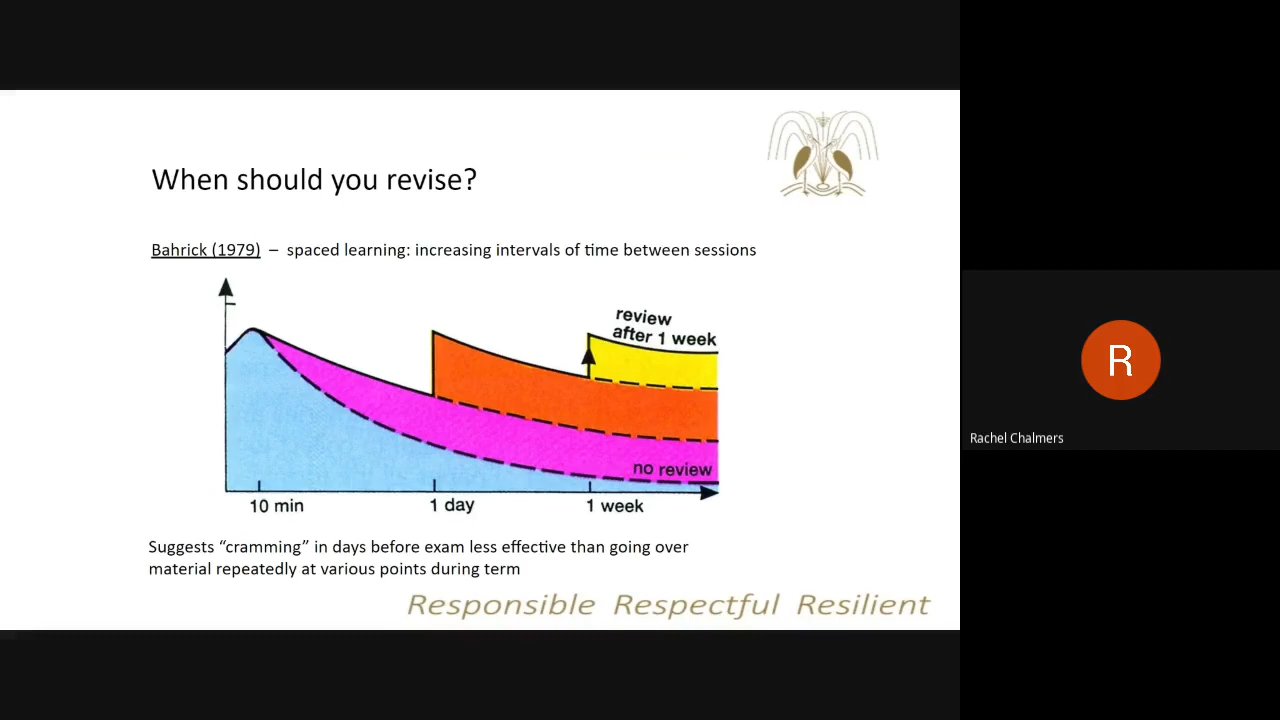 When should you revise?
Bahrick (1979) – spaced learning: increasing intervals of time between sessions
review
after 1 week
no review
10 min
1 day
1 week
Suggests “cramming” in days before exam less effective than going over
material repeatedly at various points during term
Responsible Respectful Resilient
R
Rachel Chalmers